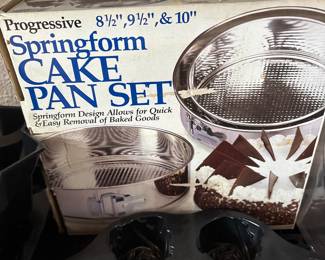 Progressive 8½", 9½", & 10"
Springform
CAKE
PAN SET
Springform Design Allows for Quick
& Easy Removal of Baked Goods